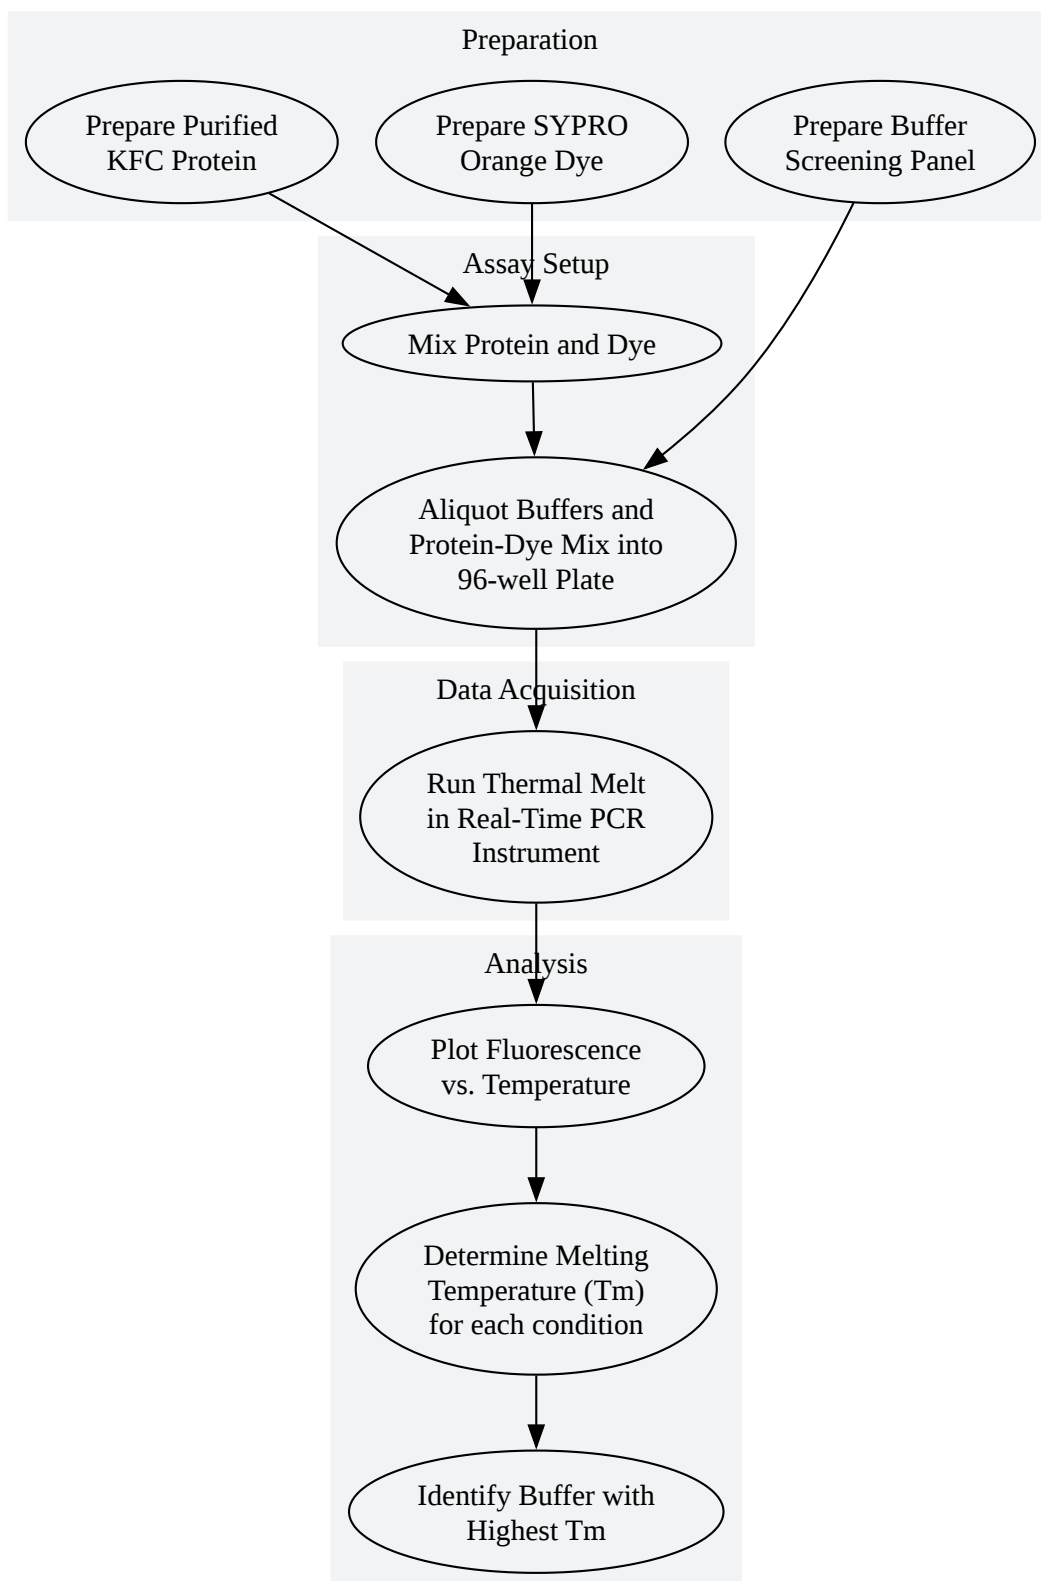 Preparation
Prepare Purified
KFC Protein
Prepare SYPRO
Orange Dye
Prepare Buffer
Screening Panel
Assay Setup
Mix Protein and Dye
Aliquot Buffers and
Protein-Dye Mix into
96-well Plate
Data Acquisition
Run Thermal Melt
in Real-Time PCR
Instrument
Analysis
Plot Fluorescence
vs. Temperature
Determine Melting
Temperature (Tm)
for each condition
Identify Buffer with
Highest Tm